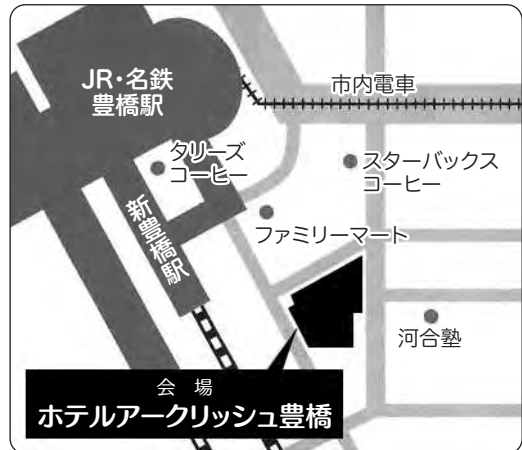 JR・名鉄
豊橋駅
市内電車
タリーズ
コーヒー
スターバックス
コーヒー
新豊橋駅
ファミリーマート
河合塾
会場
ホテルアークリッシュ豊橋